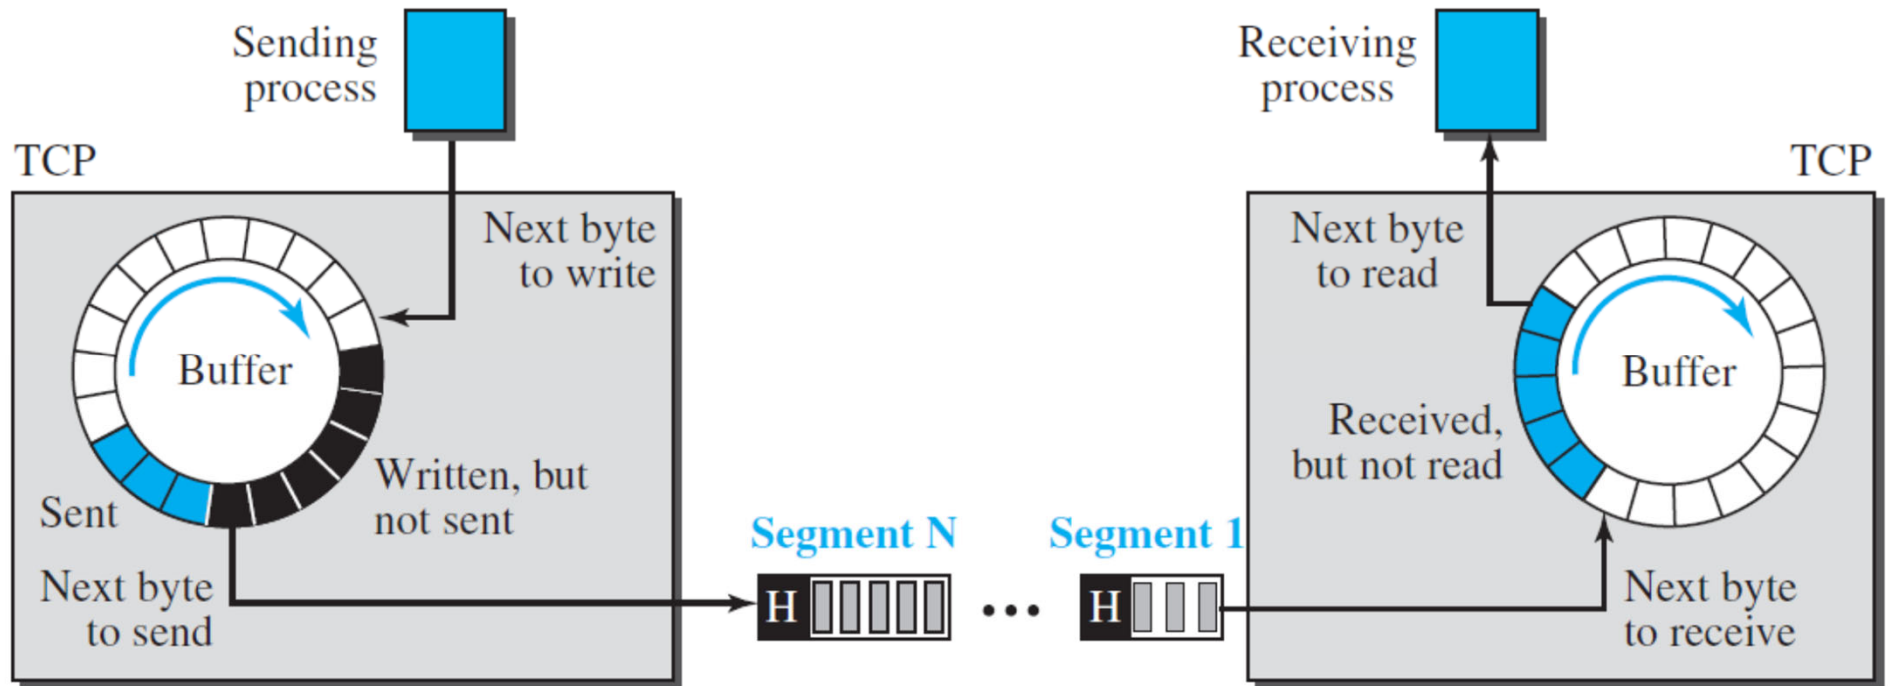 Sending
process
Receiving
process
TCP
TCP
Next byte
to write
Next byte
to read
Buffer
Buffer
Received,
but not read
Written, but
not sent
Sent
Segment N
Segment 1
Next byte
to send
H
...
H
Next byte
to receive